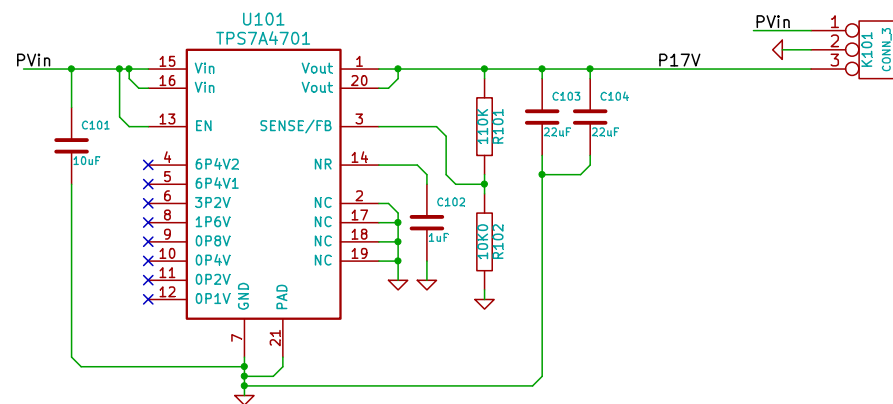 U101
TPS7A4701
PVin
15 Vin
16 Vin
13 EN
4 6P4V2
5 6P4V1
6 3P2V
8 1P6V
9 0P8V
10 0P4V
11 0P2V
12 0P1V
Vout 1
Vout 20
SENSE/FB 3
NR 14
NC 2
NC 17
NC 18
NC 19
GND
7
PAD
21
C101
10uF
C102
1uF
110K
R101
10K0
R102
C103
22uF
C104
22uF
P17V
PVin
1
2
3
K101
CONN_3